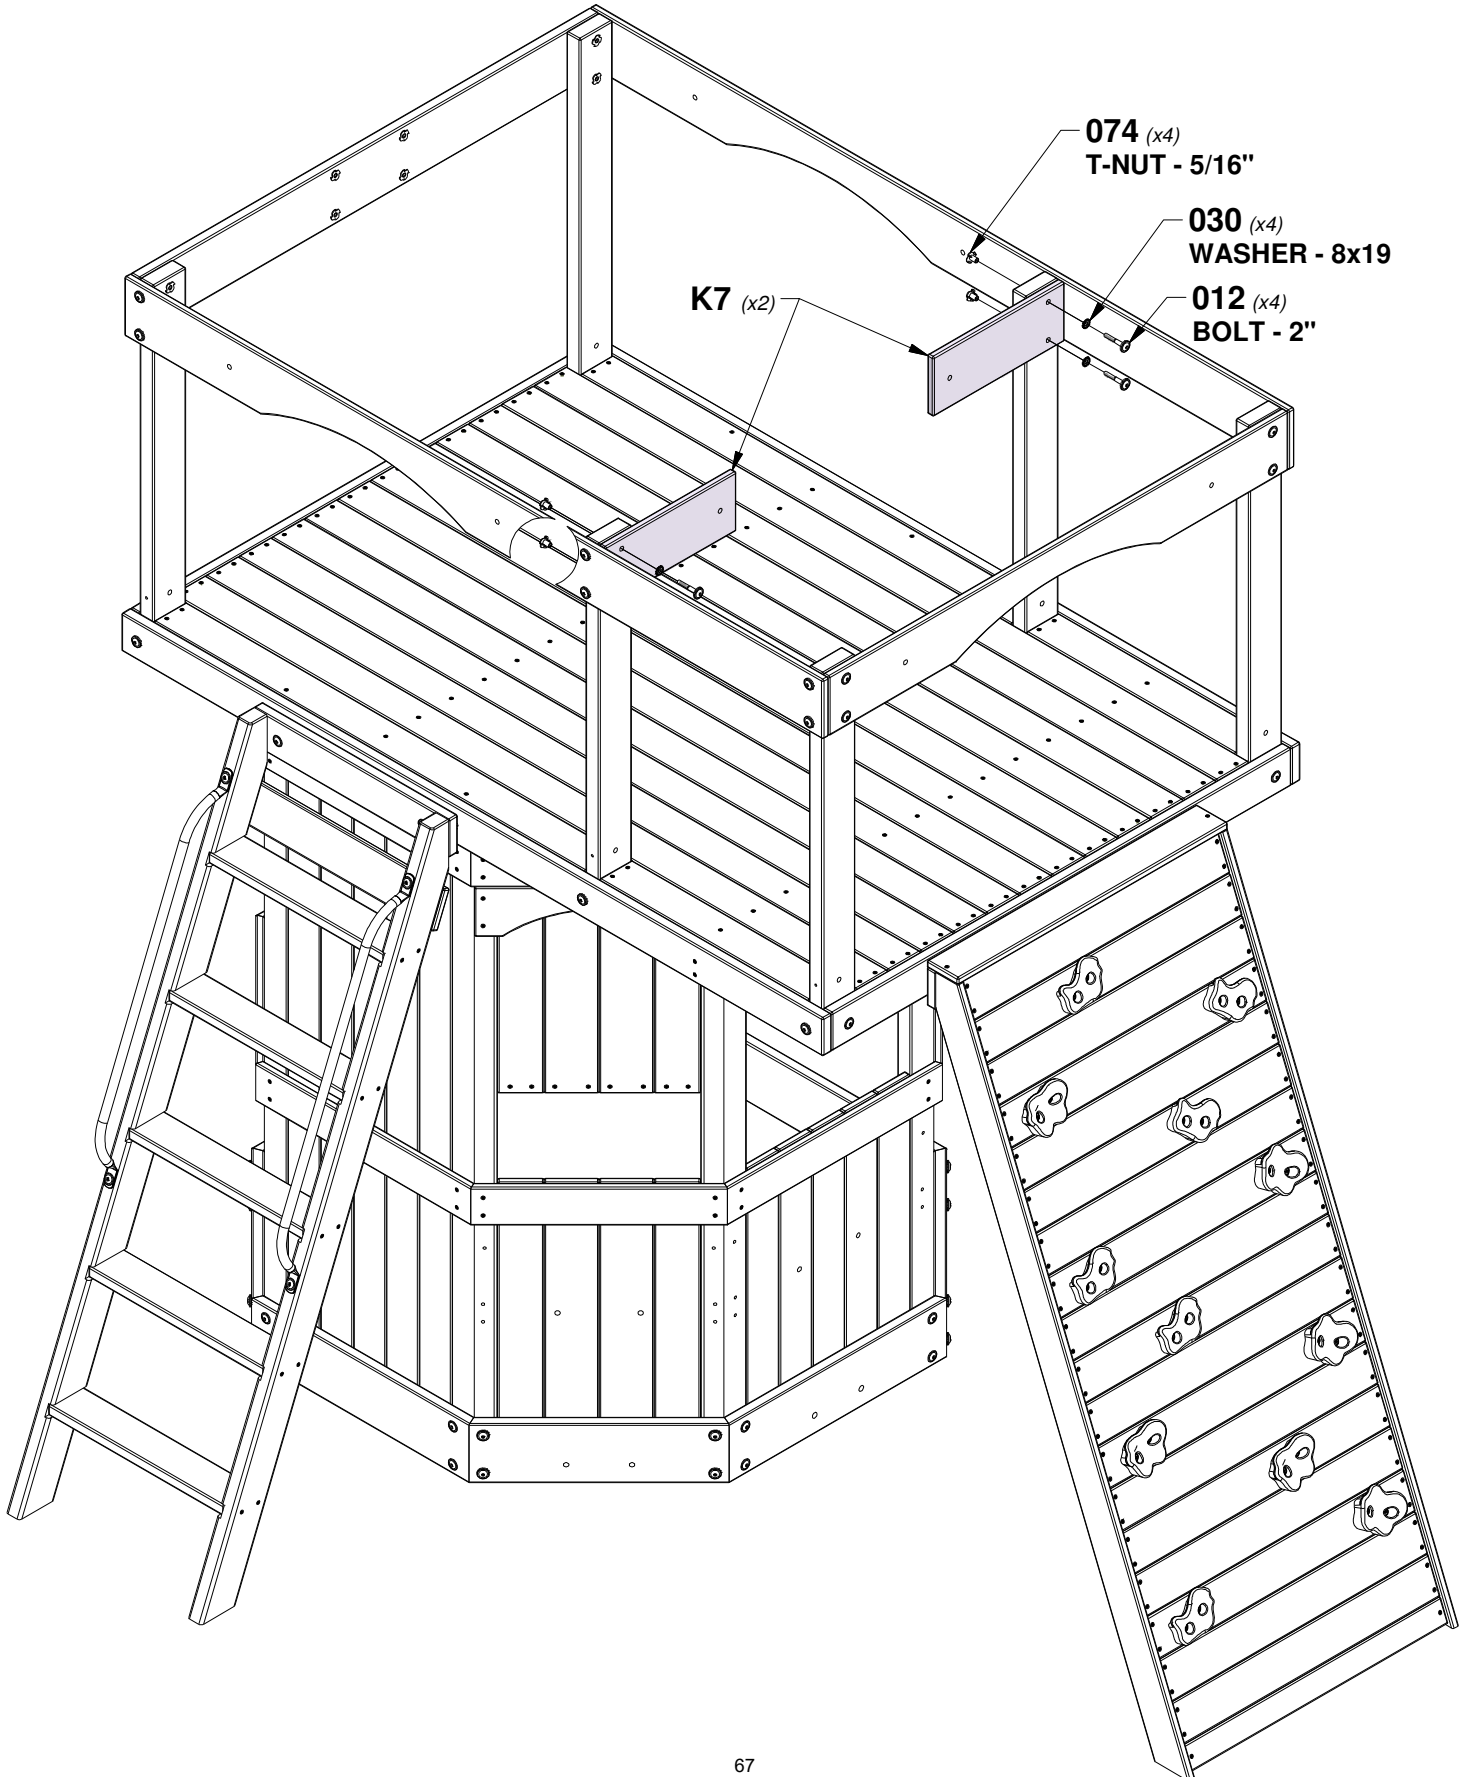 074 (x4)
T-NUT - 5/16"
030 (x4)
WASHER - 8x19
K7 (x2)
012 (x4)
BOLT - 2"
67